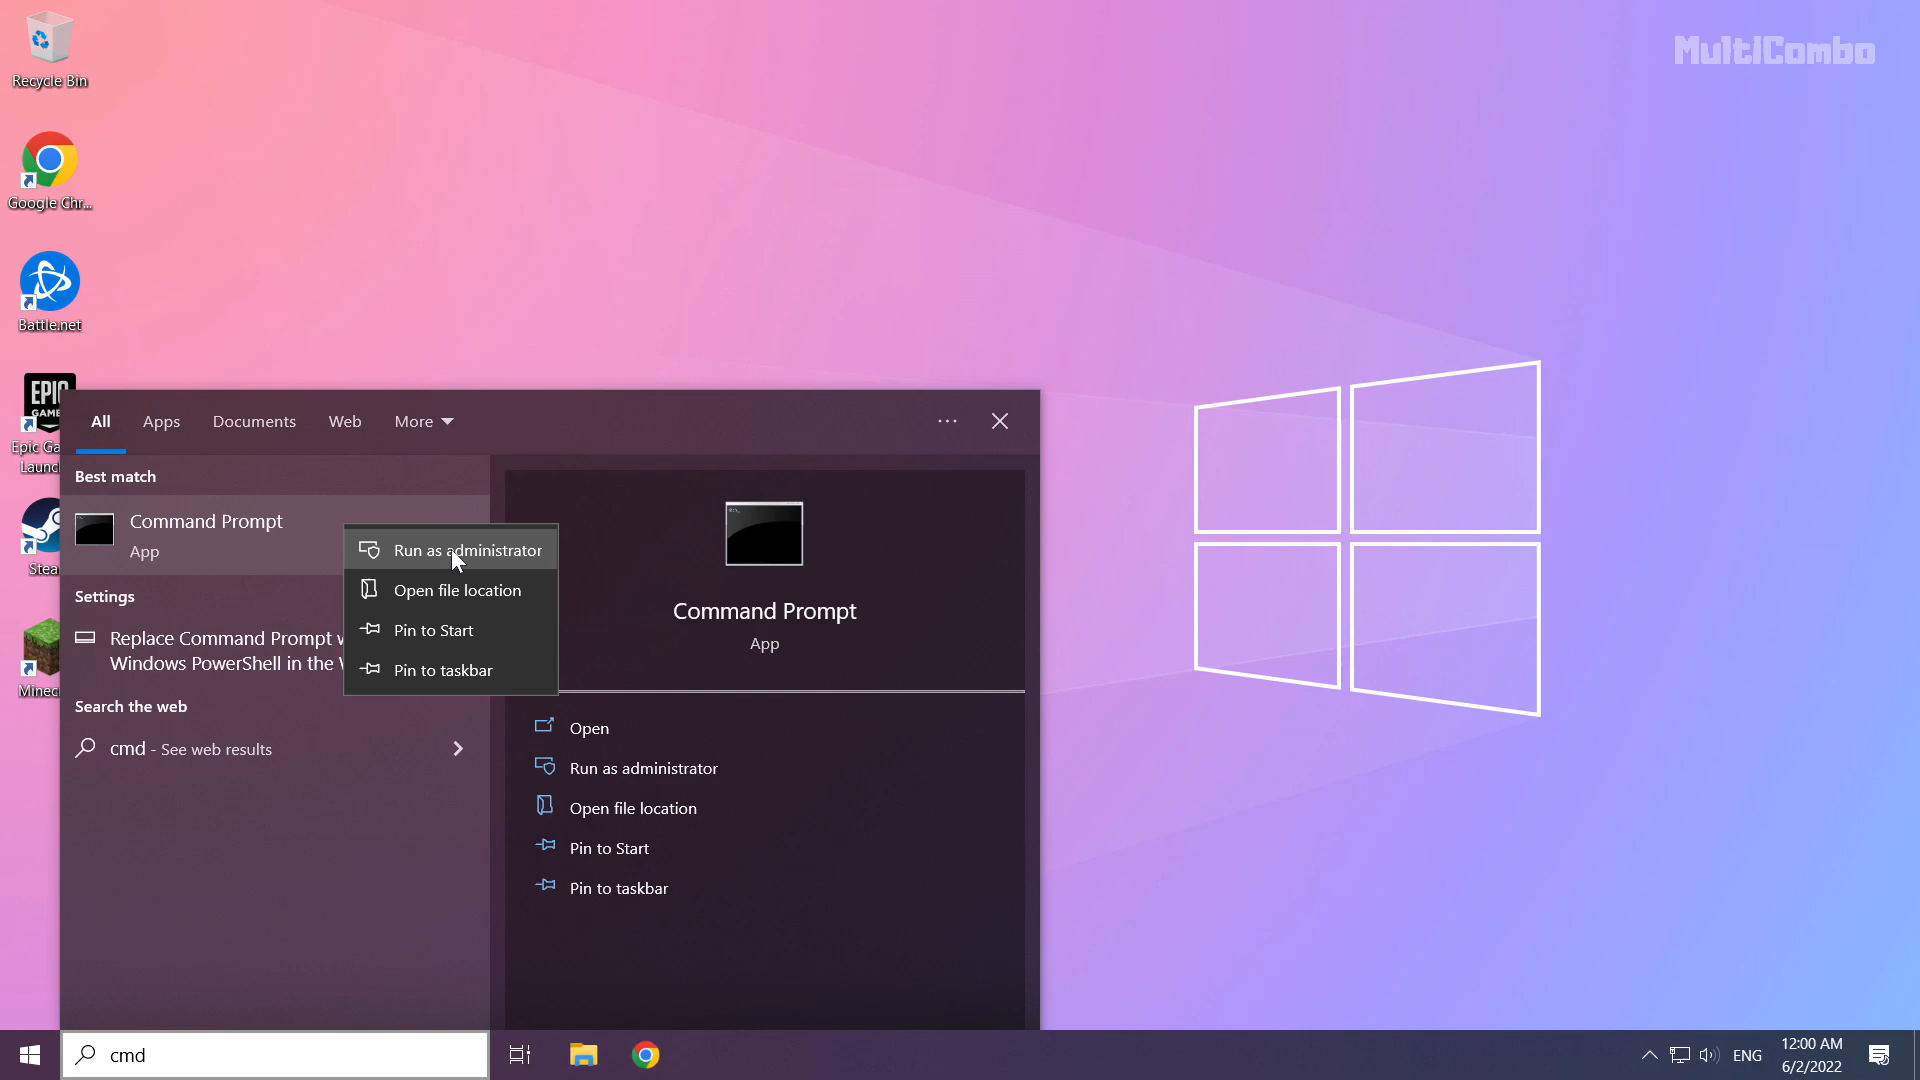 MultiCombo
Recycle Bin
Google Chr...
Battle.net
EPIC
GAM
Epic Ga
Launc
Stea
Minec
All
Apps
Documents
Web
More
Best match
Command Prompt
App
Run as administrator
Open file location
Pin to Start
Pin to taskbar
Settings
Replace Command Prompt w
Windows PowerShell in the
Search the web
cmd - See web results
Command Prompt
App
Open
Run as administrator
Open file location
Pin to Start
Pin to taskbar
cmd
ENG
12:00 AM
6/2/2022